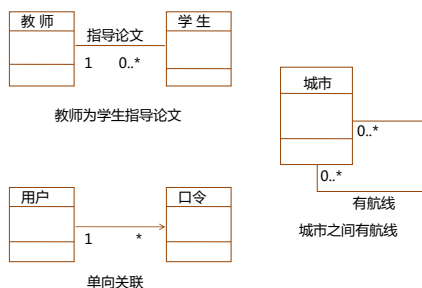 教 师
学 生
指导论文
1 0..*
教师为学生指导论文
城市
0..*
0..*
有航线
城市之间有航线
用户
口令
1 *
单向关联